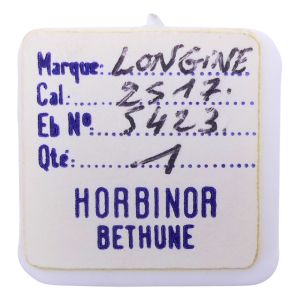 Marque: LONGINE
Cal: 2517.
Eb Nº: 5423
Qté: 1
HORBINOR
BETHUNE